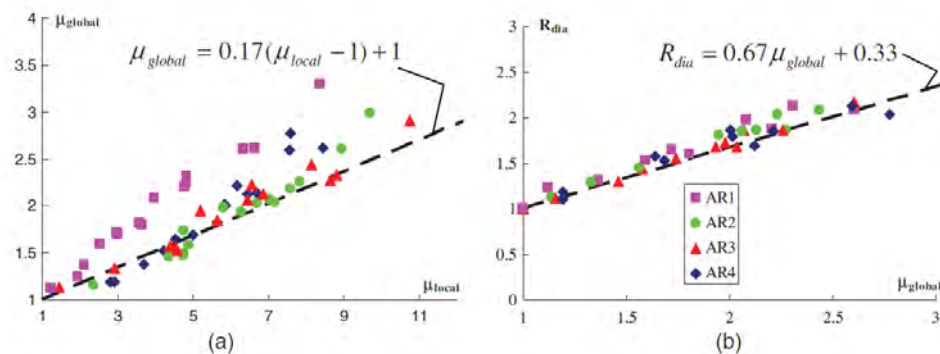 μglobal
4
3.5
3
2.5
2
1.5
1
1 3 5 7 9 11
μlocal
μglobal = 0.17(μlocal −1)+1
(a)
Rdia
3
2.5
2
1.5
1
0.5
0
1 1.5 2 2.5 3
μglobal
Rdia = 0.67μglobal + 0.33
AR1
AR2
AR3
AR4
(b)